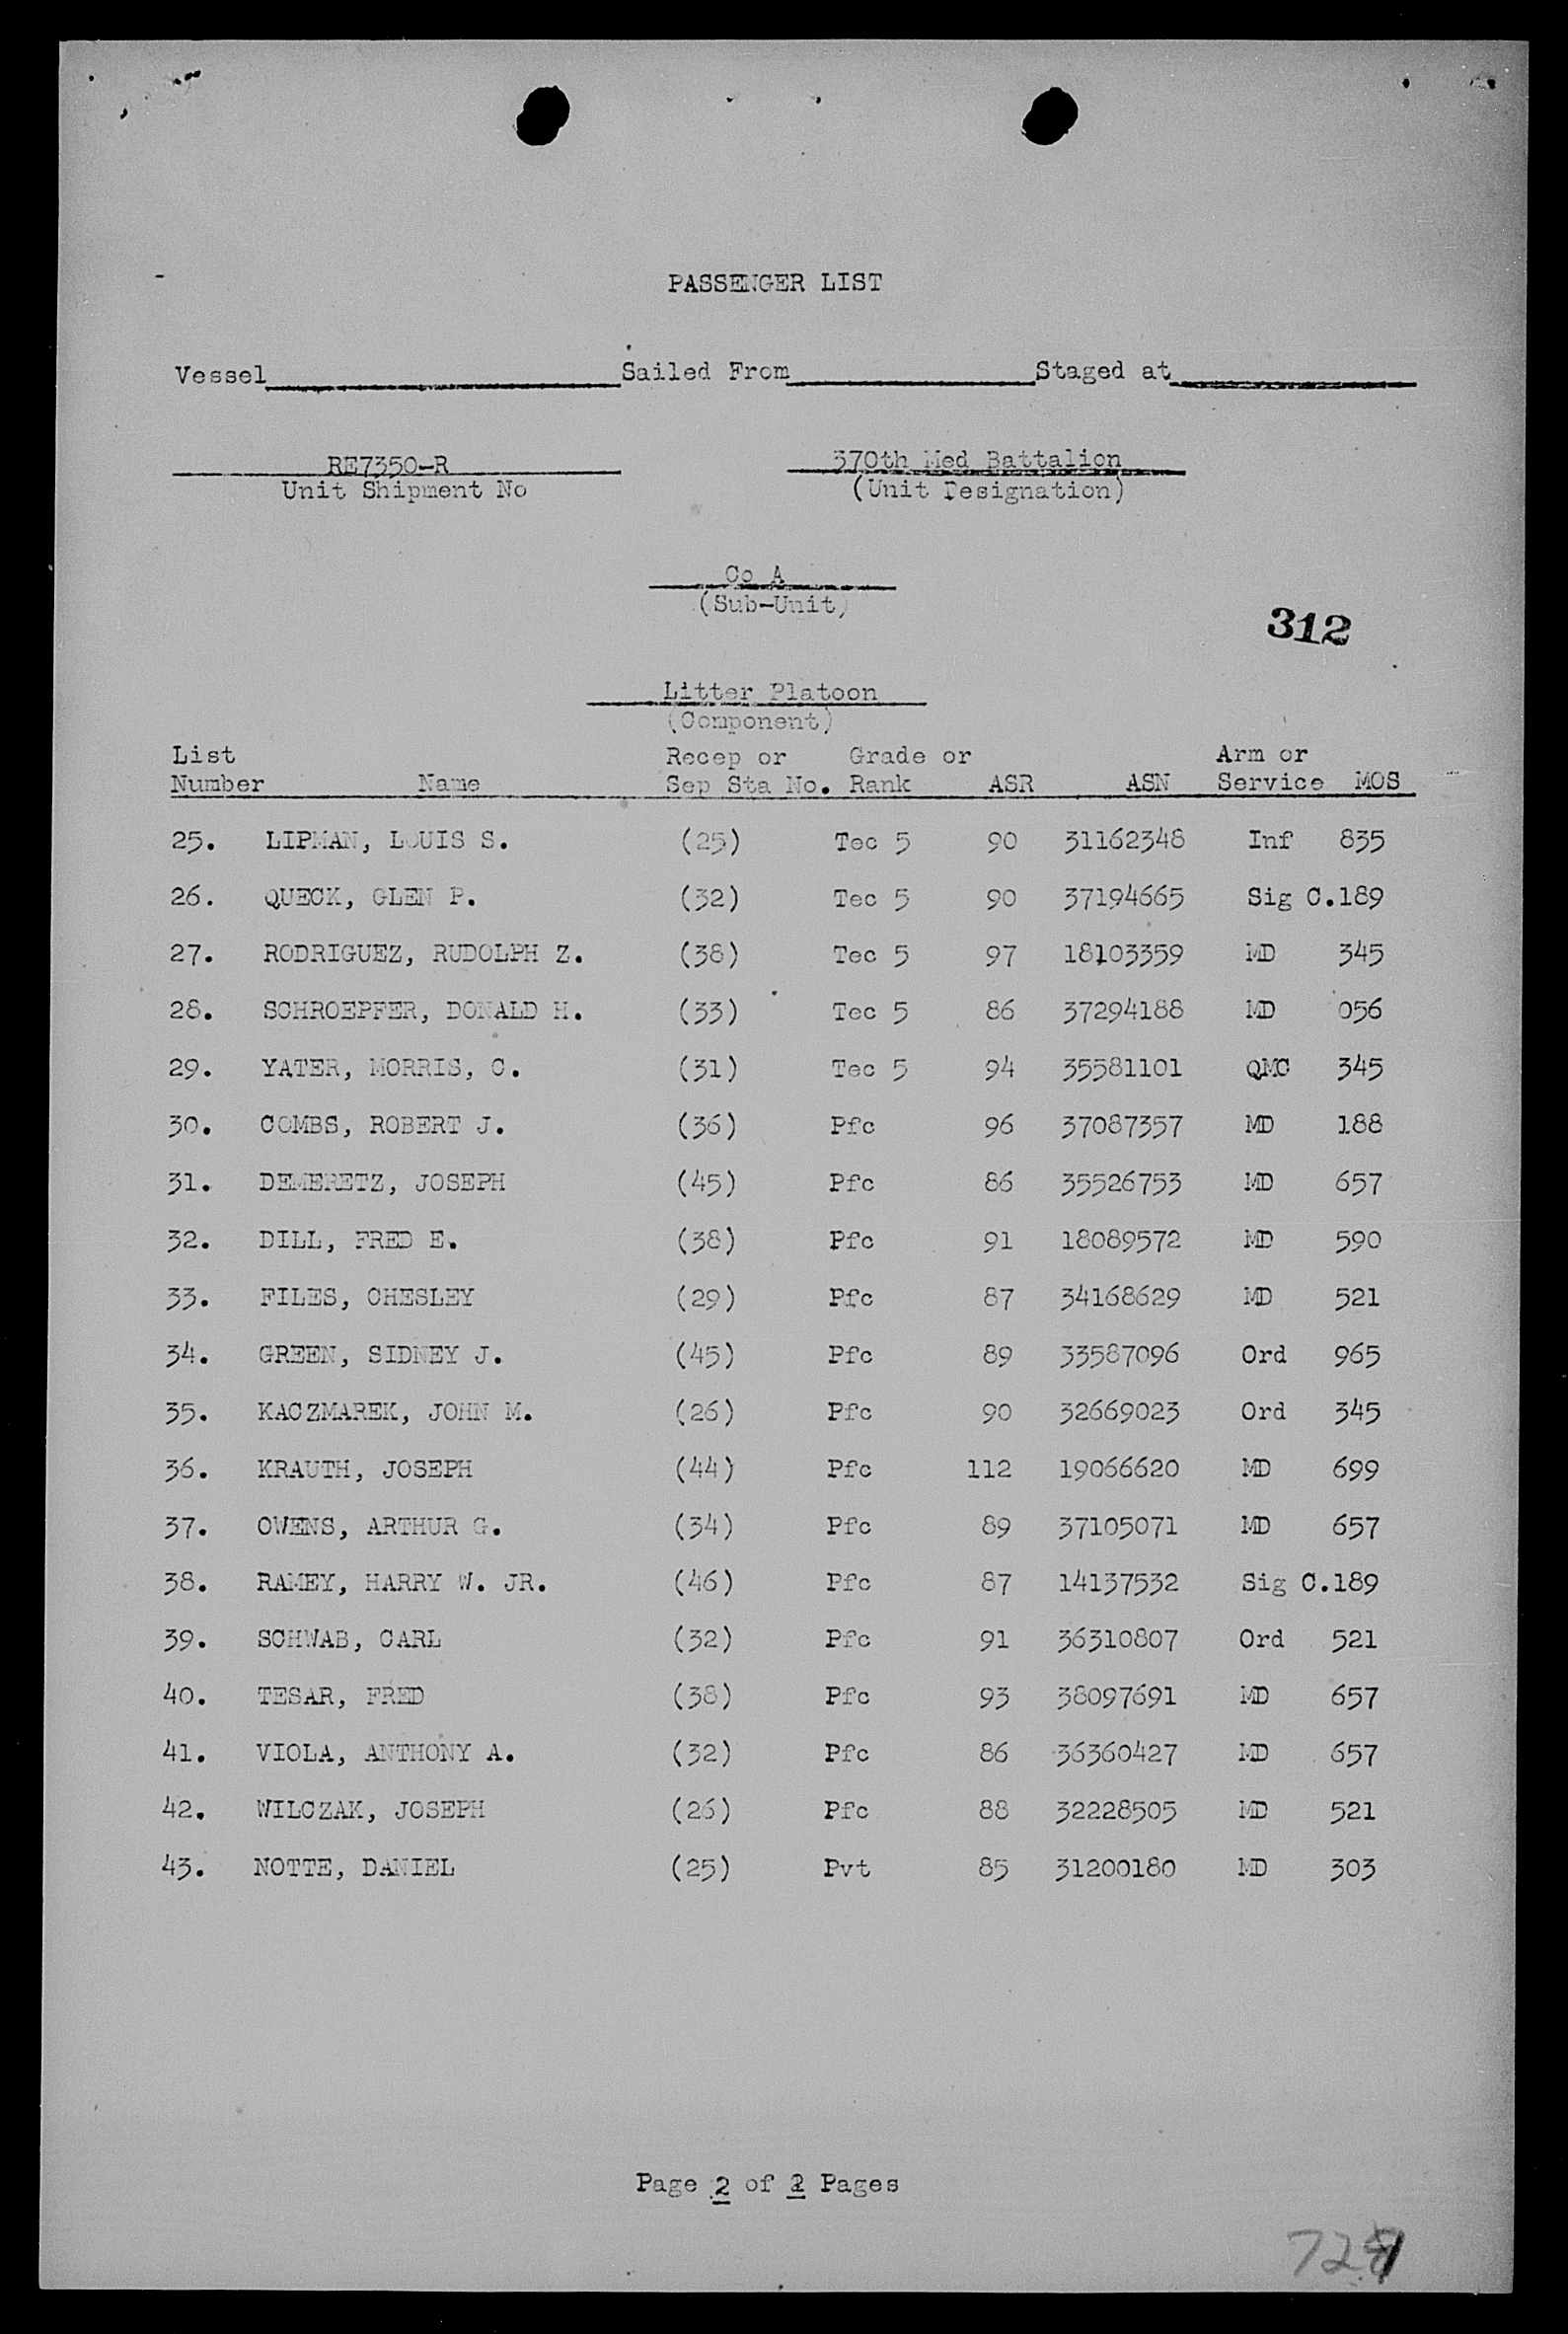 PASSENGER LIST
Vessel Sailed From Staged at
RE7350-R 370th Med Battalion
Unit Shipment No (Unit Designation)
Co A
(Sub-Unit)
312
Litter Platoon
(Component)
List Recep or Grade or Arm or
Number Name Sep Sta No. Rank ASR ASN Service MOS
25. LIPMAN, LOUIS S. (25) Tec 5 90 31162348 Inf 835
26. QUECK, GLEN P. (32) Tec 5 90 37194665 Sig C.189
27. RODRIGUEZ, RUDOLPH Z. (38) Tec 5 97 18103359 MD 345
28. SCHROEPFER, DONALD H. (33) Tec 5 86 37294188 MD 056
29. YATER, MORRIS, C. (31) Tec 5 94 35581101 QMC 345
30. COMBS, ROBERT J. (36) Pfc 96 37087357 MD 188
31. DEMERETZ, JOSEPH (45) Pfc 86 35526753 MD 657
32. DILL, FRED E. (38) Pfc 91 18089572 MD 590
33. FILES, CHESLEY (29) Pfc 87 34168629 MD 521
34. GREEN, SIDNEY J. (45) Pfc 89 33587096 Ord 965
35. KACZMAREK, JOHN M. (26) Pfc 90 32669023 Ord 345
36. KRAUTH, JOSEPH (44) Pfc 112 19066620 MD 699
37. OWENS, ARTHUR G. (34) Pfc 89 37105071 MD 657
38. RAMEY, HARRY W. JR. (46) Pfc 87 14137532 Sig C.189
39. SCHWAB, CARL (32) Pfc 91 36310807 Ord 521
40. TESAR, FRED (38) Pfc 93 38097691 MD 657
41. VIOLA, ANTHONY A. (32) Pfc 86 36360427 MD 657
42. WILCZAK, JOSEPH (26) Pfc 88 32228505 MD 521
43. NOTTE, DANIEL (25) Pvt 85 31200180 MD 303
Page 2 of 2 Pages